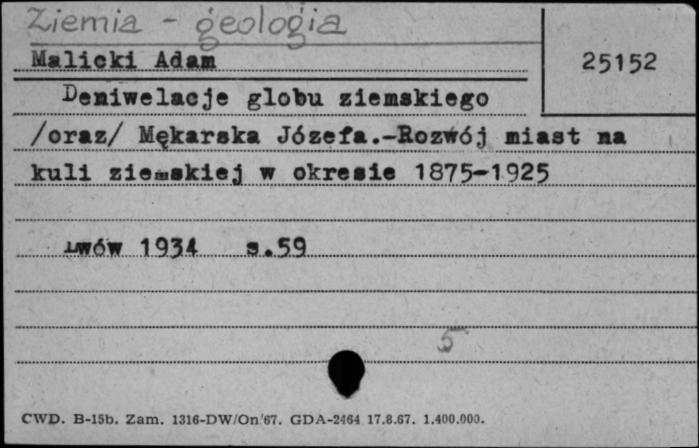 Ziemia - geologia
Malicki Adam
25152
Deniwelacje globu ziemskiego
/oraz/ Mękarska Józefa.-Rozwój miast na
kuli ziemskiej w okresie 1875-1925
Lwów 1934 s.59
5
CWD. B-15b. Zam. 1316-DW/On/67. GDA-2464 17.8.67. 1.400.000.